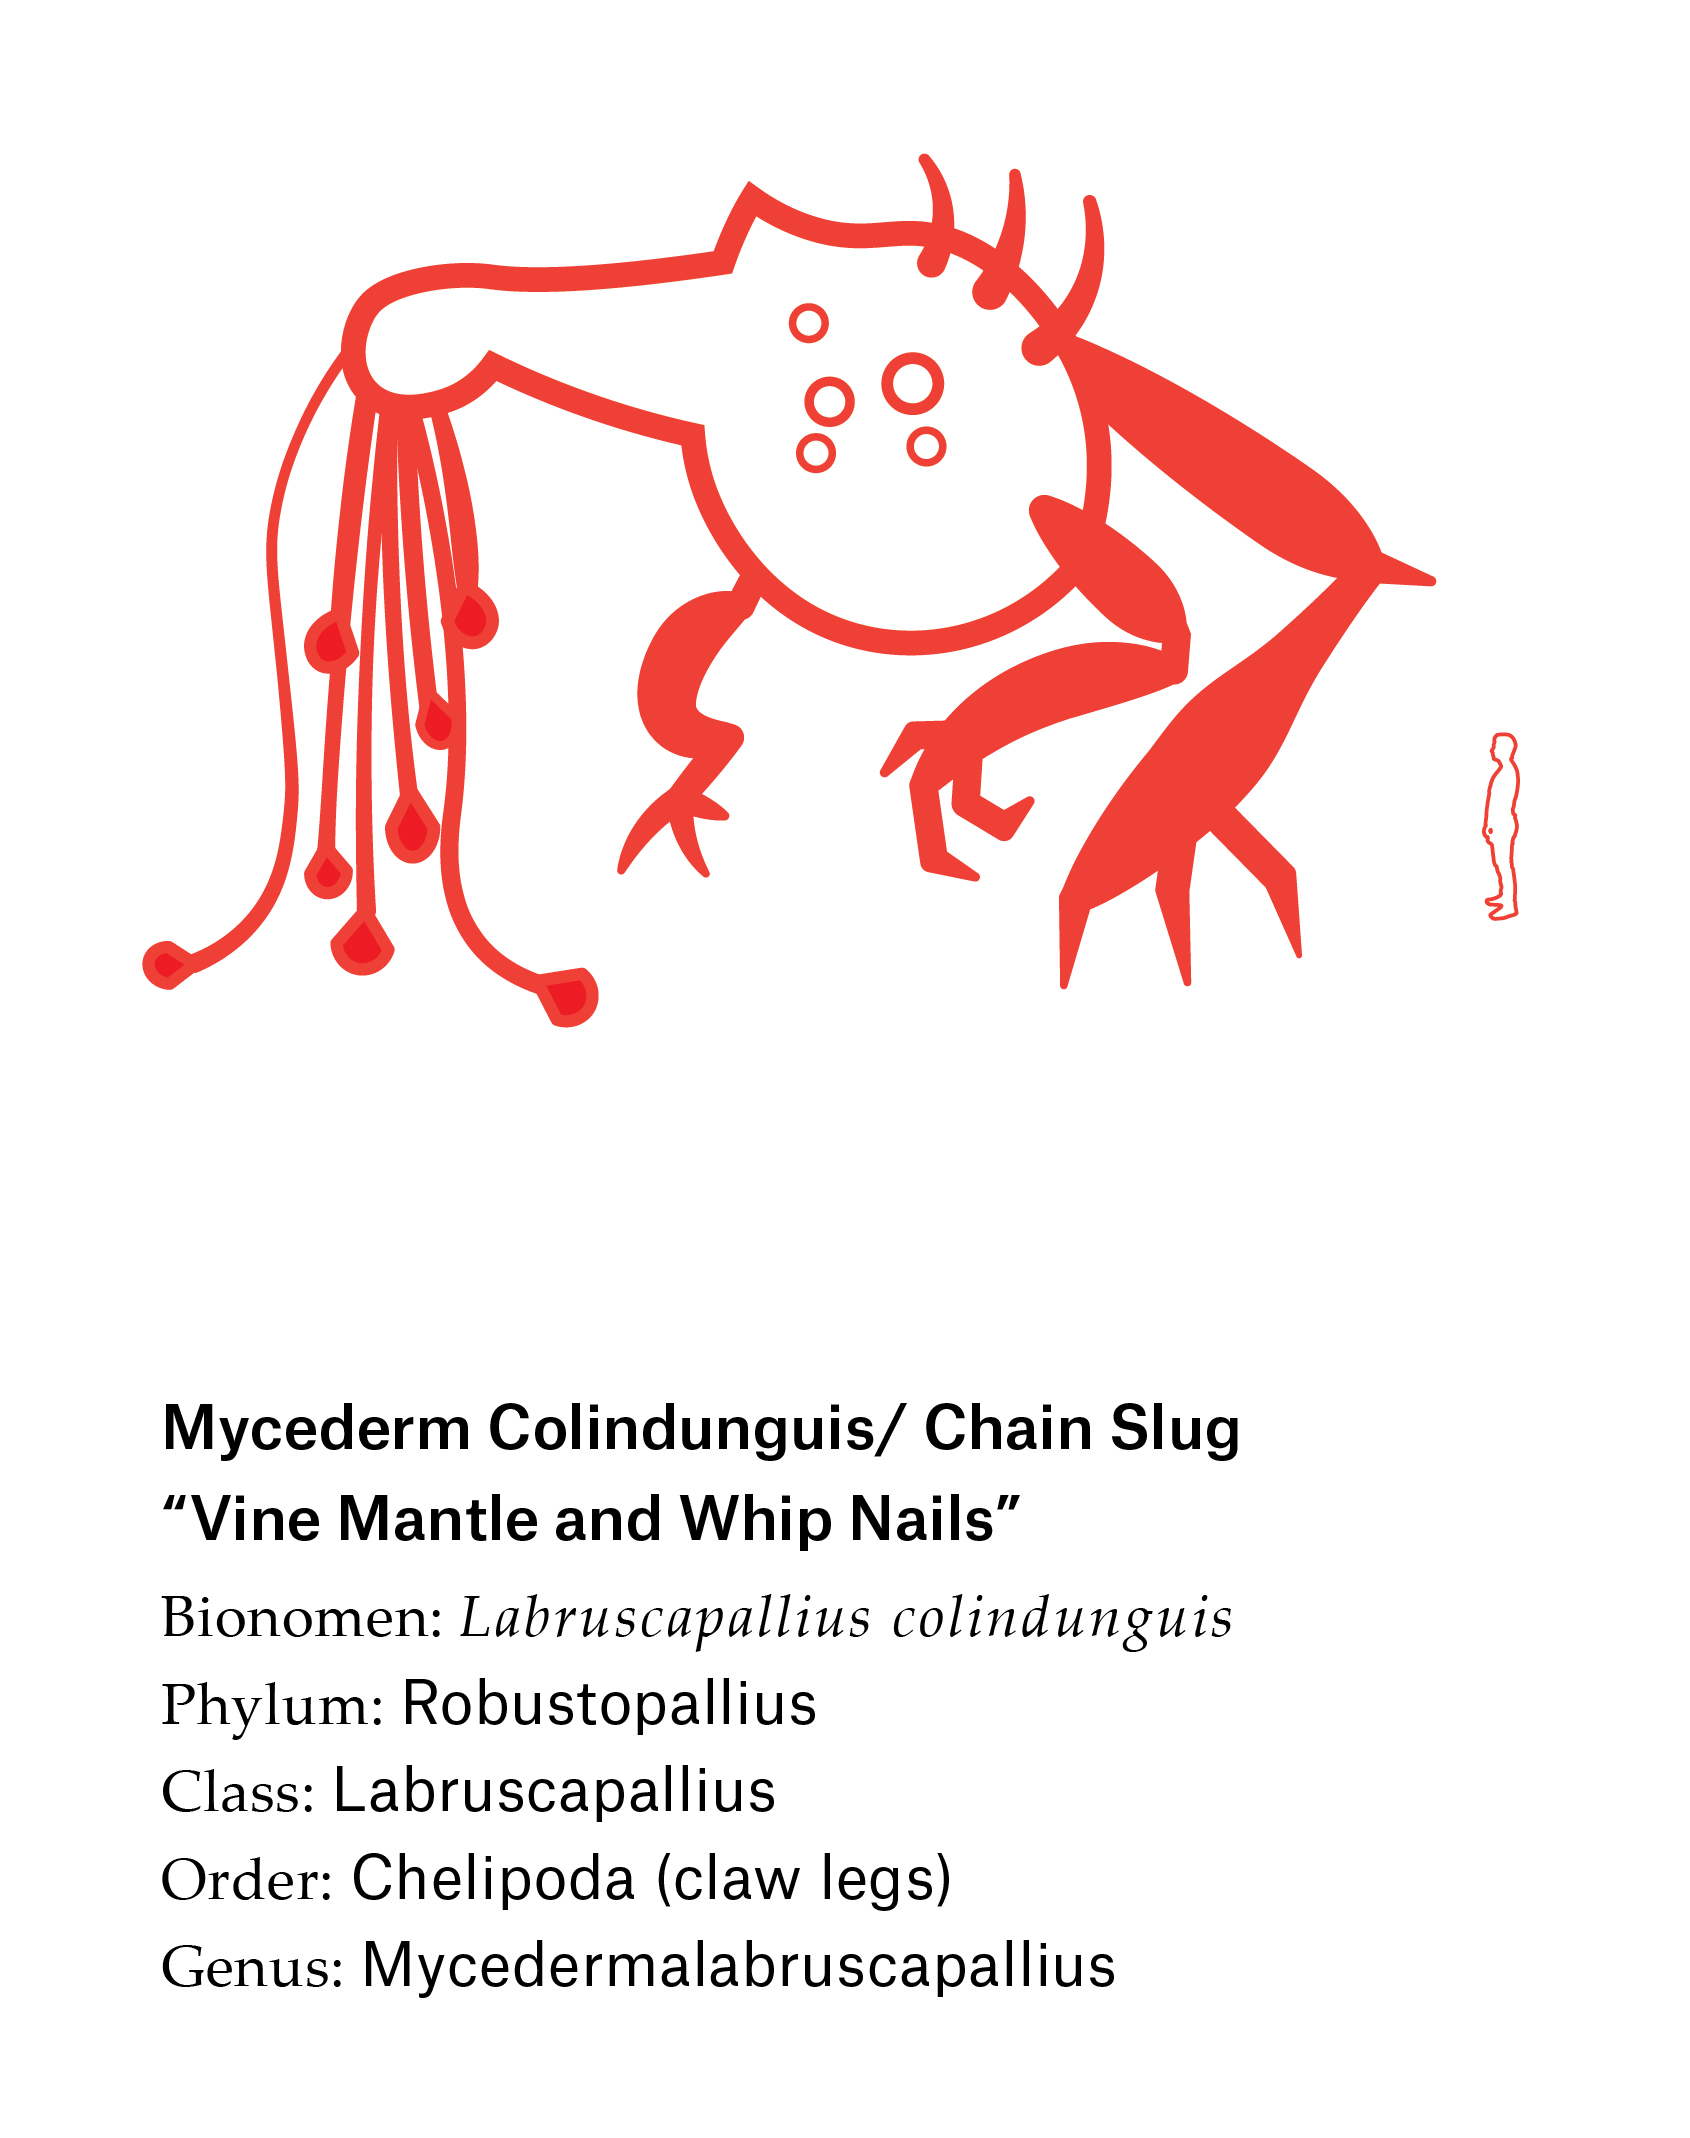 Mycederm Colindunguis/ Chain Slug
“Vine Mantle and Whip Nails”
Bionomen: Labruscapallius colindunguis
Phylum: Robustopallius
Class: Labruscapallius
Order: Chelipoda (claw legs)
Genus: Mycedermalabruscapallius